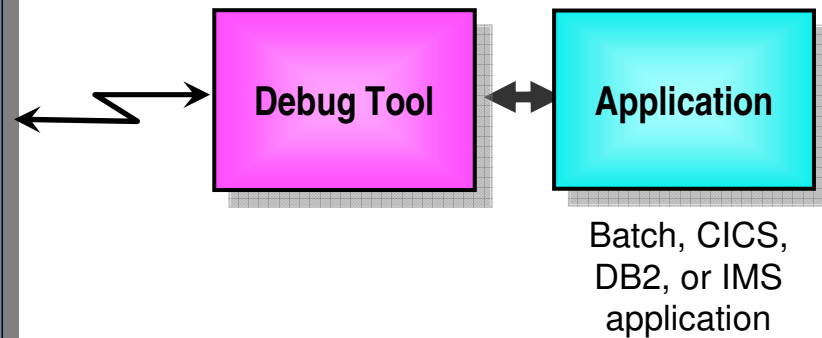 Debug Tool
Application
Batch, CICS,
DB2, or IMS
application